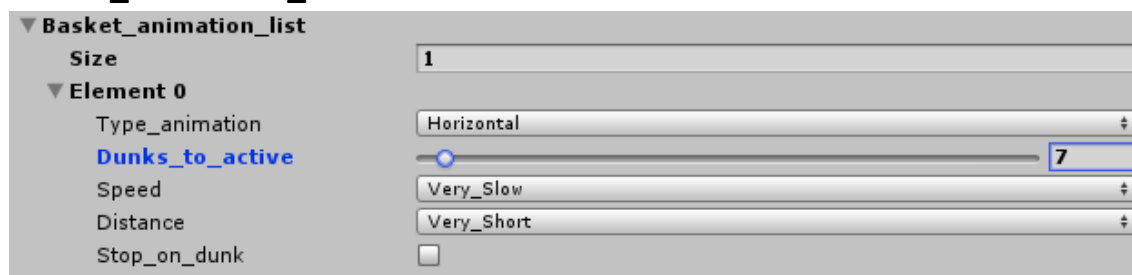 Basket_animation_list
Size 1
Element 0
Type_animation Horizontal
Dunks_to_active 7
Speed Very_Slow
Distance Very_Short
Stop_on_dunk